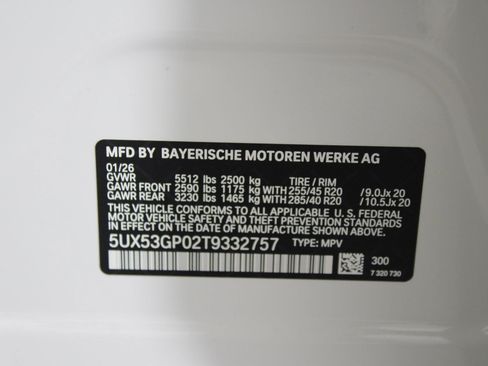 MFD BY BAYERISCHE MOTOREN WERKE AG
01/26
GVWR 5512 lbs 2500 kg TIRE / RIM
GAWR FRONT 2590 lbs 1175 kg WITH 255/45 R20 /9.0Jx 20
GAWR REAR 3230 lbs 1465 kg WITH 285/40 R20 /10.5Jx 20
THIS VEHICLE CONFORMS TO ALL APPLICABLE U. S. FEDERAL
MOTOR VEHICLE SAFETY, BUMPER, AND THEFT PREVENTION
STANDARDS IN EFFECT ON THE DATE OF MANUFACTURE SHOWN ABOVE.
5UX53GP02T9332757 TYPE: MPV
300
7 320 730